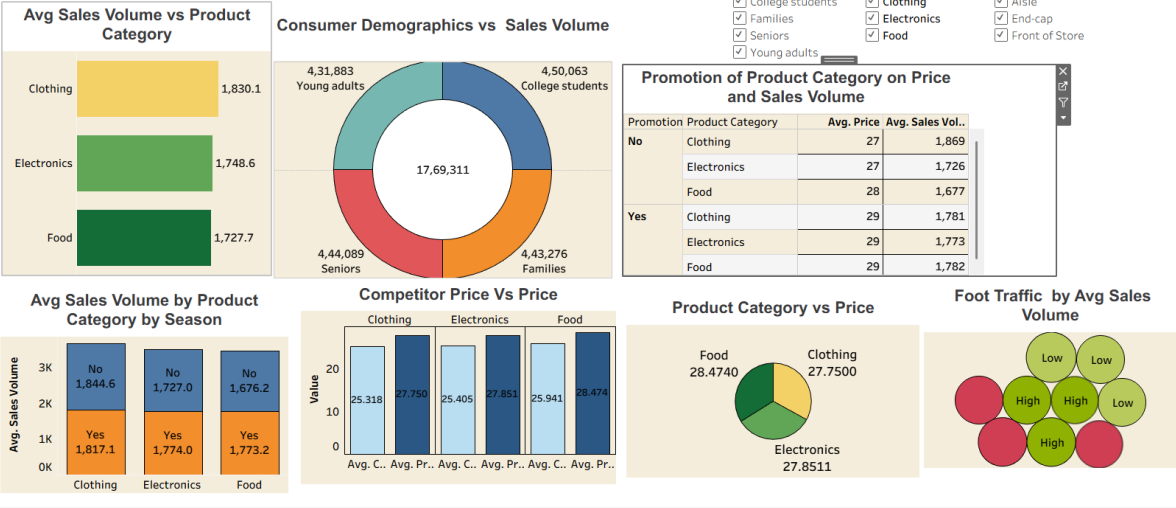 Avg Sales Volume vs Product
Category
Clothing
1,830.1
Electronics
1,748.6
Food
1,727.7
Consumer Demographics vs Sales Volume
4,31,883
Young adults
4,50,063
College students
17,69,311
4,44,089
Seniors
4,43,276
Families
College students
Families
Seniors
Young adults
Clothing
Electronics
Food
Aisle
End-cap
Front of Store
Promotion of Product Category on Price
and Sales Volume
Promotion Product Category Avg. Price Avg. Sales Vol..
No Clothing 27 1,869
Electronics 27 1,726
Food 28 1,677
Yes Clothing 29 1,781
Electronics 29 1,773
Food 29 1,782
Avg Sales Volume by Product
Category by Season
Avg. Sales Volume
3K
2K
1K
0K
No
1,844.6
Yes
1,817.1
No
1,727.0
Yes
1,774.0
No
1,676.2
Yes
1,773.2
Clothing Electronics Food
Competitor Price Vs Price
Clothing Electronics Food
Value
20
10
0
25.318 27.750 25.405 27.851 25.941 28.474
Avg. C.. Avg. Pr.. Avg. C.. Avg. Pr.. Avg. C.. Avg. Pr..
Product Category vs Price
Food
28.4740
Clothing
27.7500
Electronics
27.8511
Foot Traffic by Avg Sales
Volume
Low
Low
High
High
Low
High